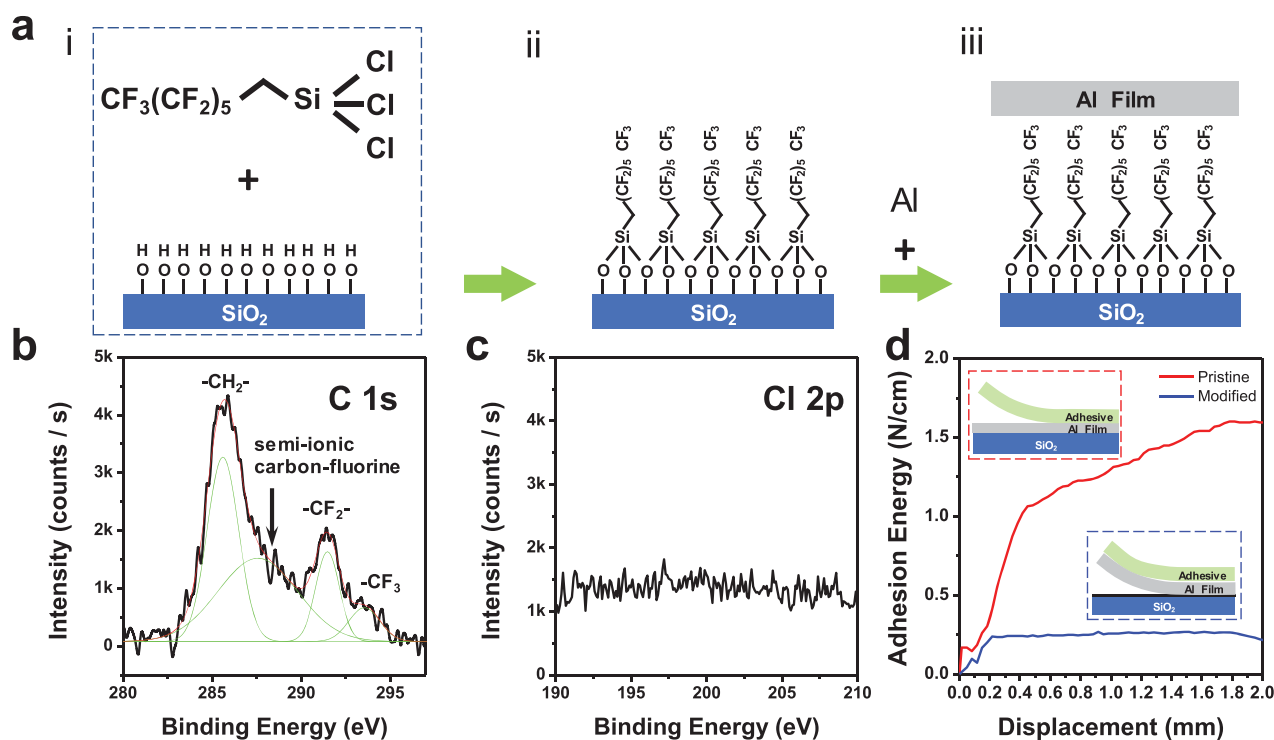 a
i
ii
iii
CF3(CF2)5
Si
Cl
Cl
Cl
+
H H H H H H H H H H
O O O O O O O O O O
SiO2
CF3 CF3 CF3 CF3 CF3
(CF2)5 (CF2)5 (CF2)5 (CF2)5 (CF2)5
Si Si Si Si Si
O O O O O O O O O O O
SiO2
Al
+
Al Film
CF3 CF3 CF3 CF3 CF3
(CF2)5 (CF2)5 (CF2)5 (CF2)5 (CF2)5
Si Si Si Si Si
O O O O O O O O O O O
SiO2
b
C 1s
-CH2-
semi-ionic
carbon-fluorine
-CF2-
-CF3
Intensity (counts / s)
5k
4k
3k
2k
1k
0
280 285 290 295
Binding Energy (eV)
c
Cl 2p
Intensity (counts / s)
5k
4k
3k
2k
1k
0
190 195 200 205 210
Binding Energy (eV)
d
Pristine
Modified
Adhesive
Al Film
SiO2
Adhesive
Al Film
SiO2
Adhesion Energy (N/cm)
2.0
1.5
1.0
0.5
0.0
0.0 0.2 0.4 0.6 0.8 1.0 1.2 1.4 1.6 1.8 2.0
Displacement (mm)